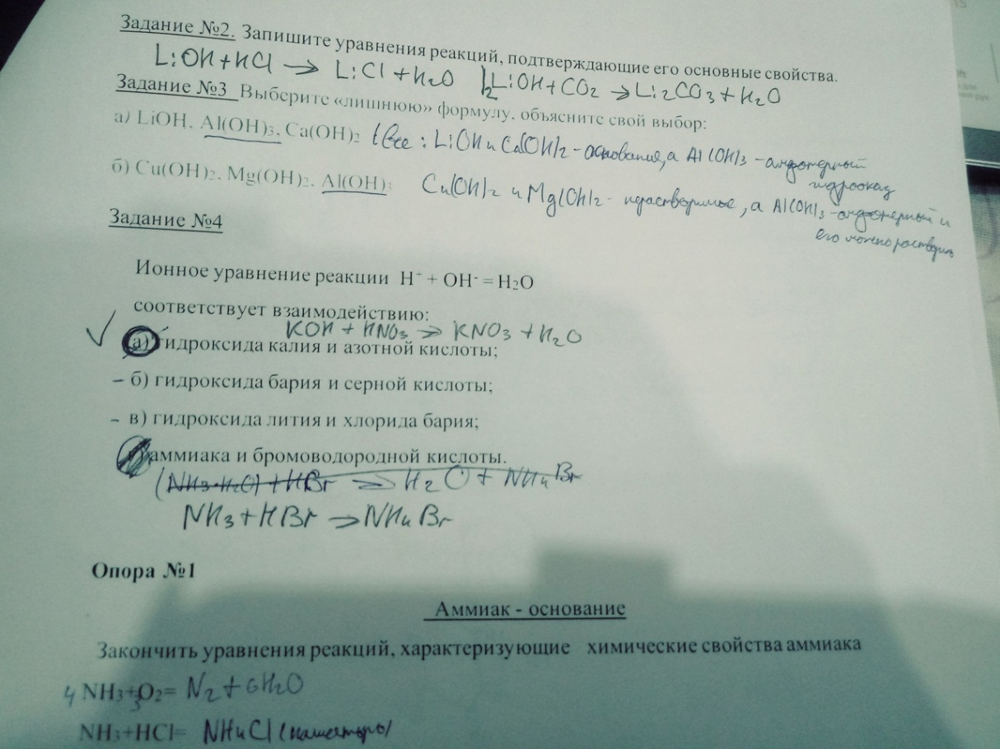 Задание №2. Запишите уравнения реакций, подтверждающие его основные свойства.
LiOH + HCl → LiCl + H₂O | 2LiOH + CO₂ → Li₂CO₃ + H₂O
Задание №3 Выберите «лишнюю» формулу, объясните свой выбор:
а) LiOH, Al(OH)₃, Ca(OH)₂ все : LiOH и Ca(OH)₂ - основания, а Al(OH)₃ - амфотерный
гидроксид
б) Cu(OH)₂, Mg(OH)₂, Al(OH)₃ Cu(OH)₂ и Mg(OH)₂ - нерастворимые, а Al(OH)₃ - амфотерный и
его можно растворить
Задание №4
Ионное уравнение реакции H⁺ + OH⁻ = H₂O
соответствует взаимодействию:
KOH + HNO₃ → KNO₃ + H₂O
а) гидроксида калия и азотной кислоты;
– б) гидроксида бария и серной кислоты;
– в) гидроксида лития и хлорида бария;
аммиака и бромоводородной кислоты.
(NH₃·H₂O) + HBr → H₂O + NH₄Br
NH₃ + HBr → NH₄Br
Опора №1
Аммиак - основание
Закончить уравнения реакций, характеризующие химические свойства аммиака
4 NH₃+3O₂= N₂ + 6H₂O
NH₃+HCl= NH₄Cl (нашатырь)